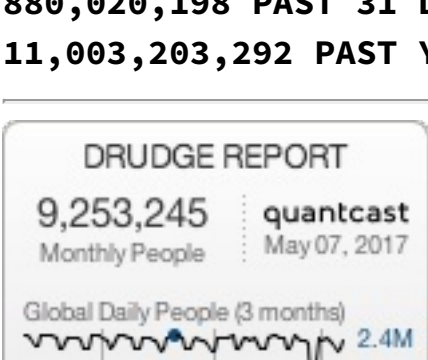 880,020,198 PAST 31
11,003,203,292 PAST
DRUDGE REPORT
9,253,245
Monthly People
quantcast
May 07, 2017
Global Daily People (3 months)
2.4M